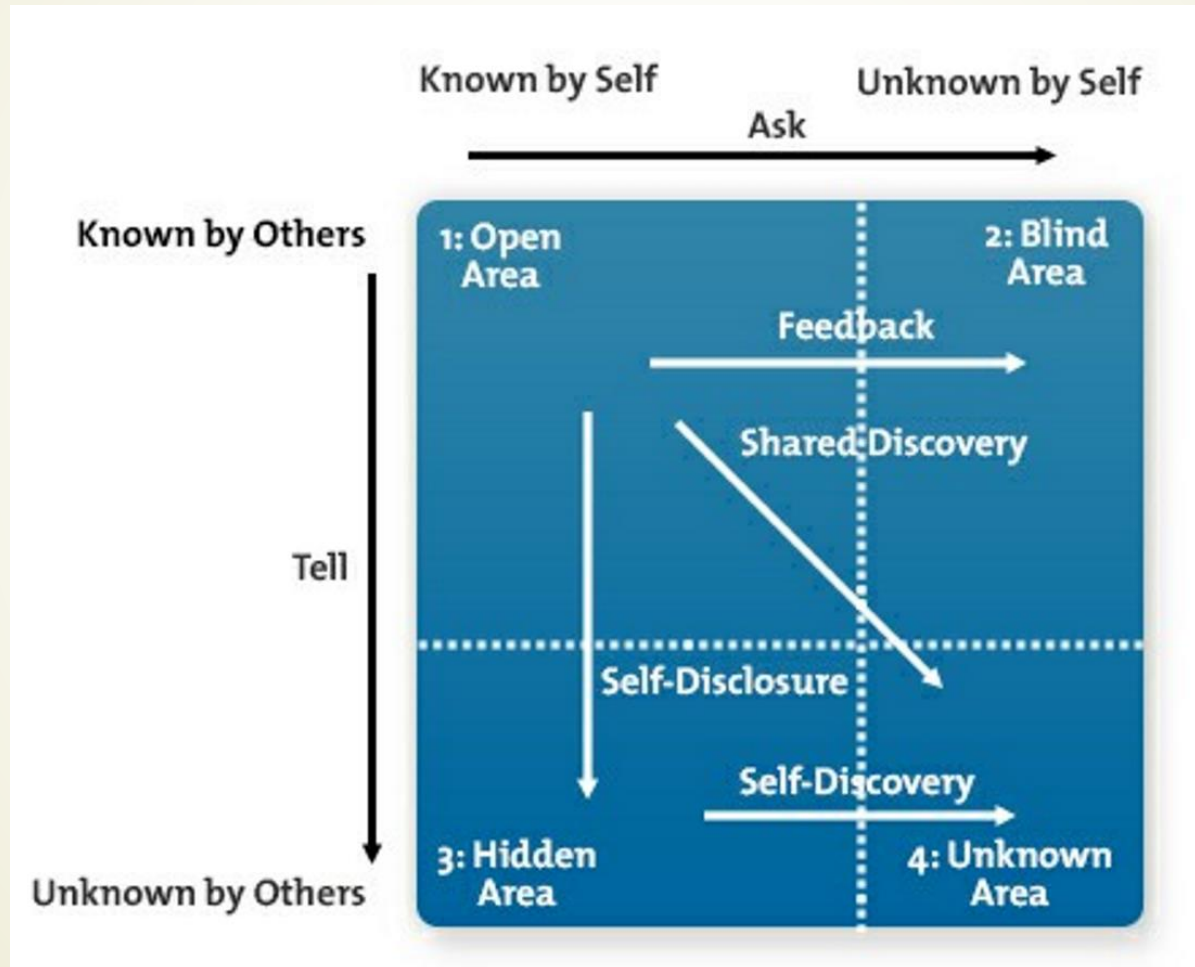 Known by Self
Unknown by Self
Ask
Known by Others
1: Open
Area
2: Blind
Area
Feedback
Shared Discovery
Tell
Self-Disclosure
Self-Discovery
3: Hidden
Area
4: Unknown
Area
Unknown by Others